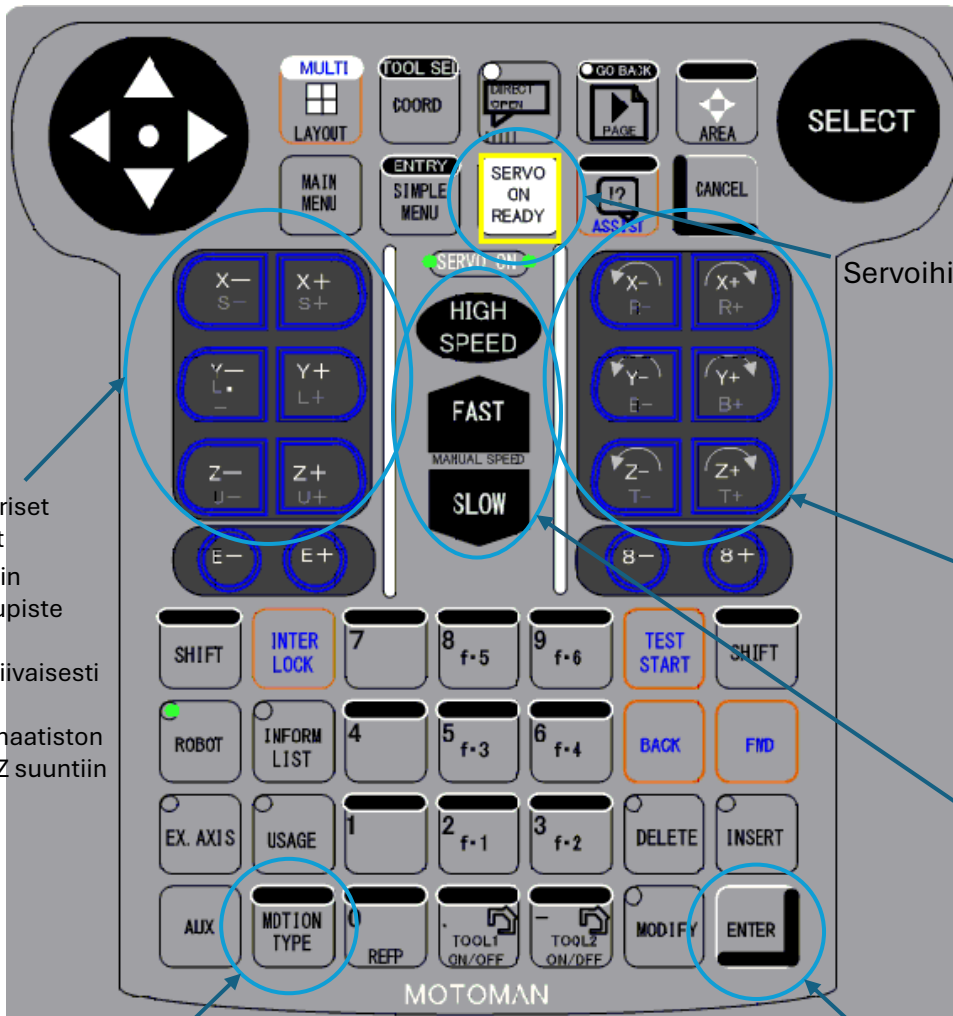 MULTI
LAYOUT
TOOL SEL
COORD
DIRECT
OPEN
GO BACK
PAGE
AREA
SELECT
MAIN
MENU
ENTRY
SIMPLE
MENU
SERVO
ON
READY
!?
ASSIST
CANCEL
Servoihi
SERVO ON
X−
S−
X+
S+
HIGH
SPEED
X-
R-
X+
R+
Y−
L−
Y+
L+
FAST
MANUAL SPEED
SLOW
Y-
B-
Y+
B+
Z−
U−
Z+
U+
Z-
T-
Z+
T+
riset
t
in
upiste
iivaisesti
naatiston
Z suuntiin
E−
E+
8−
8+
SHIFT
INTER
LOCK
7
8
f·5
9
f·6
TEST
START
SHIFT
ROBOT
INFORM
LIST
4
5
f·3
6
f·4
BACK
FWD
EX. AXIS
USAGE
1
2
f·1
3
f·2
DELETE
INSERT
AUX
MOTION
TYPE
0
REFP
.
TOOL1
ON/OFF
−
TOOL2
ON/OFF
MODIFY
ENTER
MOTOMAN